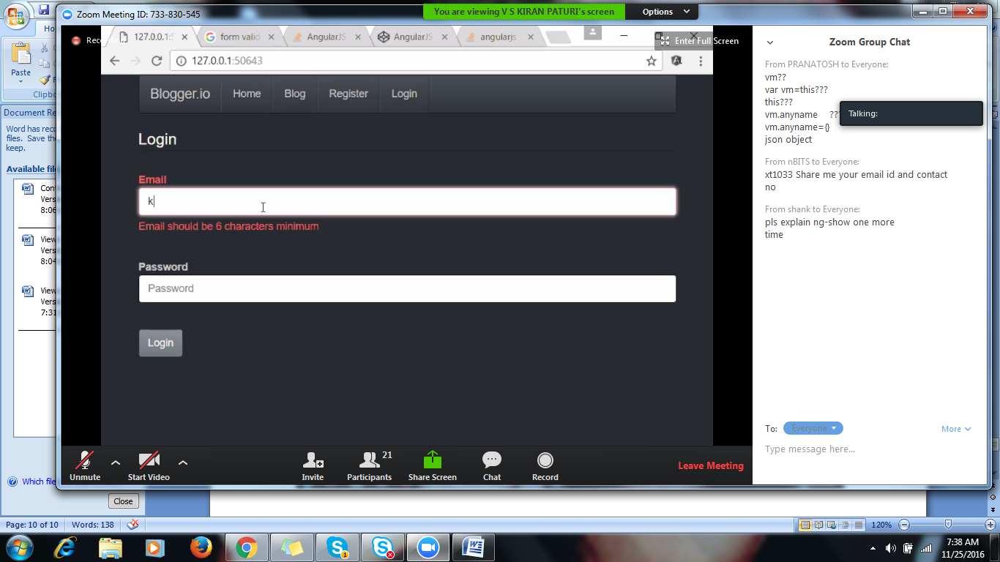 Zoom Meeting ID: 733-830-545
You are viewing V S KIRAN PATURI's screen
Options
Paste
Clipb
Document Re
Word has reco
files. Save the
keep.
Available file
Cont
Vers
8:06
View
Vers
8:04
View
Vers
7:31
Which file
Close
Rec
127.0.0.1:5
form valid
AngularJS
AngularJS
angularjs
Enter Full Screen
127.0.0.1:50643
Blogger.io
Home
Blog
Register
Login
Login
Email
k
Email should be 6 characters minimum
Password
Password
Login
Zoom Group Chat
From PRANATOSH to Everyone:
vm??
var vm=this???
this???
vm.anyname ??
vm.anyname={}
json object
Talking:
From nBITS to Everyone:
xt1033 Share me your email id and contact
no
From shank to Everyone:
pls explain ng-show one more
time
To: Everyone
More
Type message here...
Unmute
Start Video
Invite
Participants
21
Share Screen
Chat
Record
Leave Meeting
Page: 10 of 10
Words: 138
120%
7:38 AM
11/25/2016